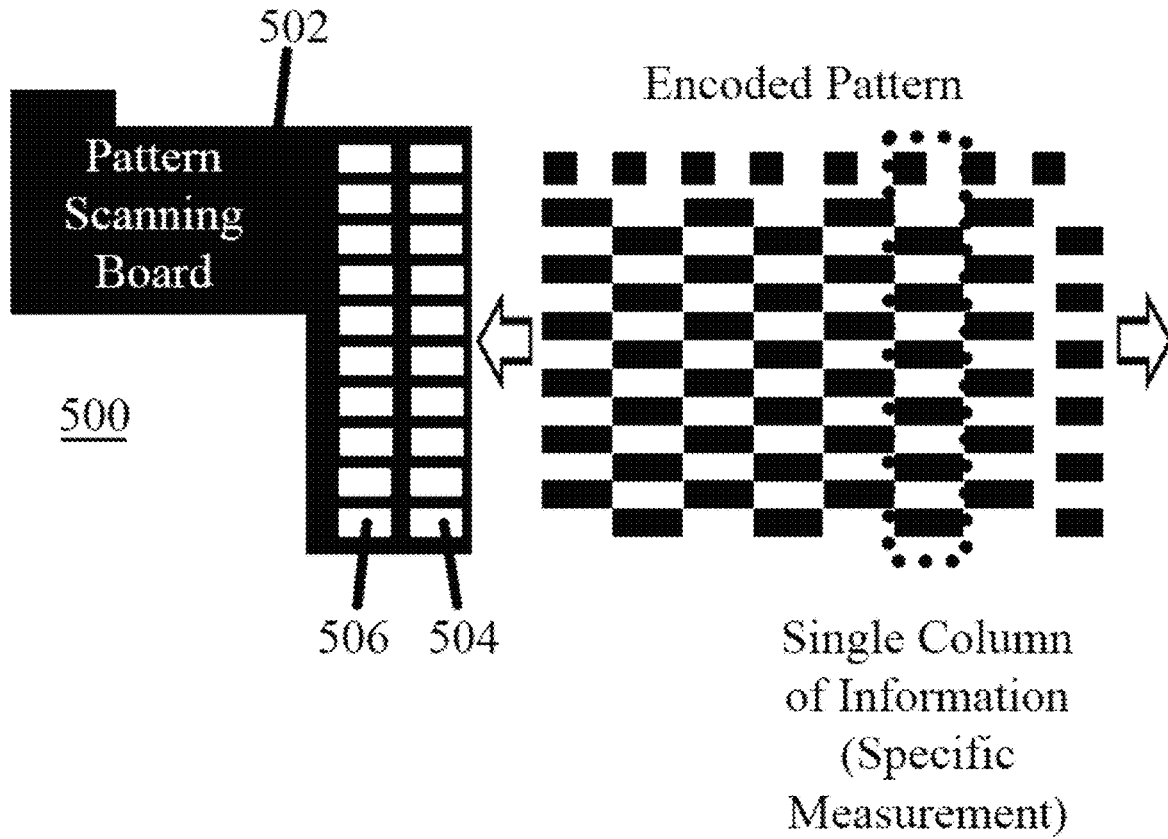 502
Encoded Pattern
Pattern
Scanning
Board
500
506
504
Single Column
of Information
(Specific
Measurement)